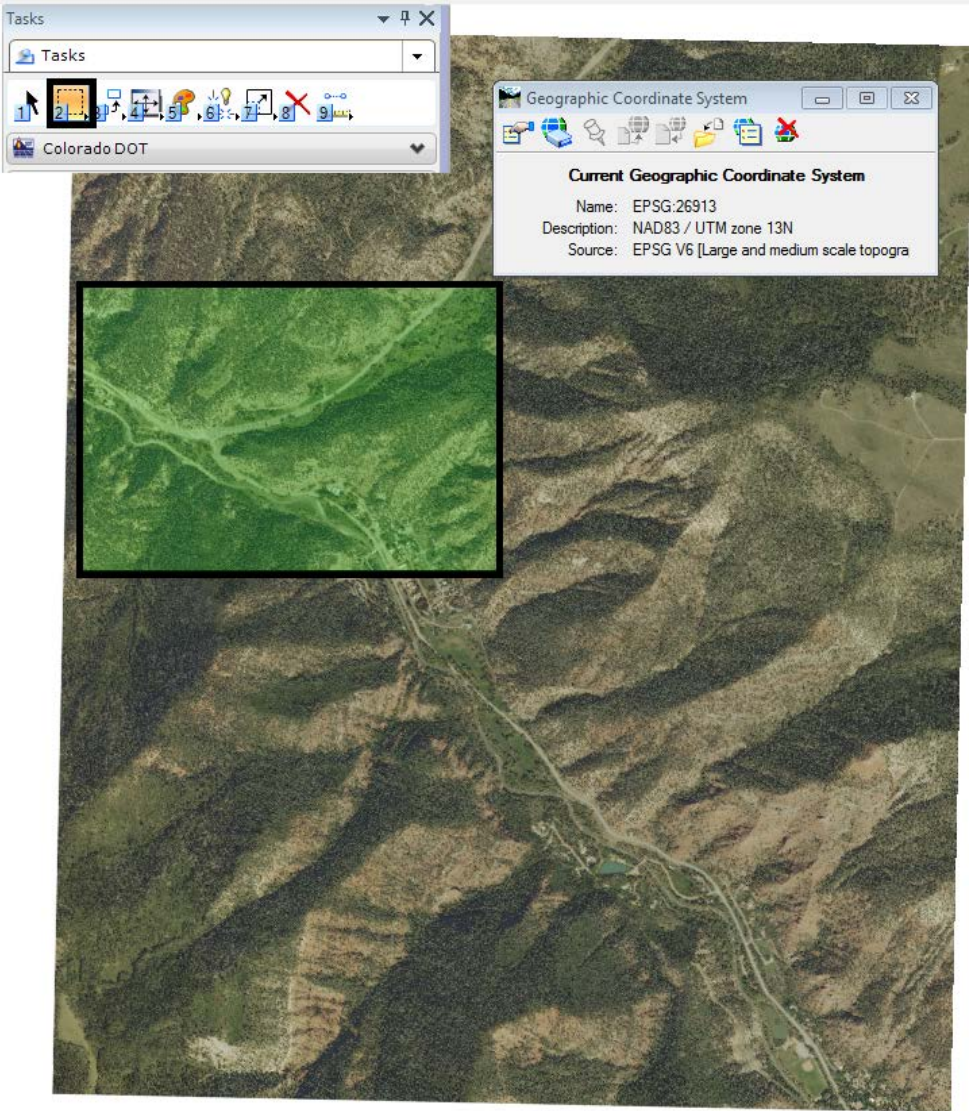 Tasks
Tasks
1 2 3 4 5 6 7 8 9
Colorado DOT
Geographic Coordinate System
Current Geographic Coordinate System
Name: EPSG:26913
Description: NAD83 / UTM zone 13N
Source: EPSG V6 [Large and medium scale topogra